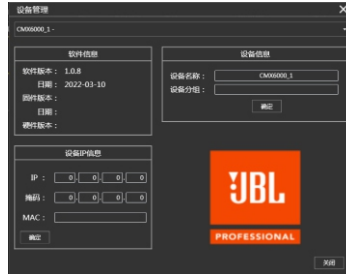 设备管理
CMX6000_1 -
软件信息
软件版本： 1.0.8
日期： 2022-03-10
固件版本：
日期：
硬件版本：
设备信息
设备名称： CMX6000_1
设备分组：
确定
设备IP信息
IP ： 0 . 0 . 0 . 0
掩码： 0 . 0 . 0 . 0
MAC：
确定
JBL
PROFESSIONAL
关闭